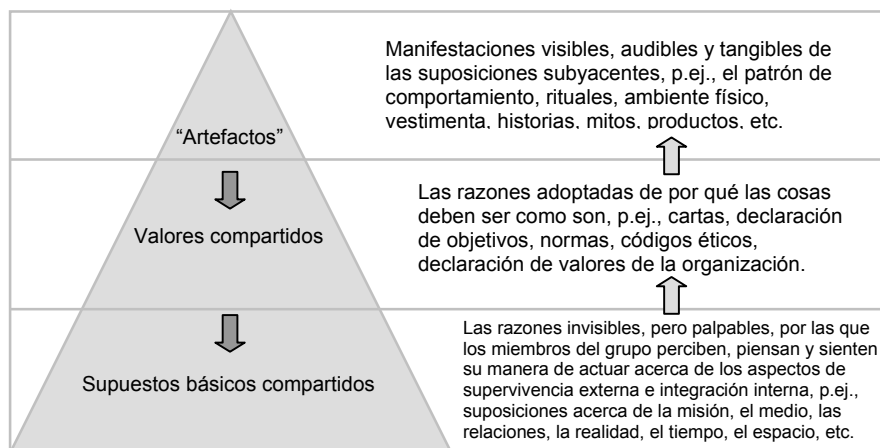 Manifestaciones visibles, audibles y tangibles de
las suposiciones subyacentes, p.ej., el patrón de
comportamiento, rituales, ambiente físico,
vestimenta, historias, mitos, productos, etc.
“Artefactos”
Las razones adoptadas de por qué las cosas
deben ser como son, p.ej., cartas, declaración
de objetivos, normas, códigos éticos,
declaración de valores de la organización.
Valores compartidos
Las razones invisibles, pero palpables, por las que
los miembros del grupo perciben, piensan y sienten
su manera de actuar acerca de los aspectos de
supervivencia externa e integración interna, p.ej.,
suposiciones acerca de la misión, el medio, las
relaciones, la realidad, el tiempo, el espacio, etc.
Supuestos básicos compartidos